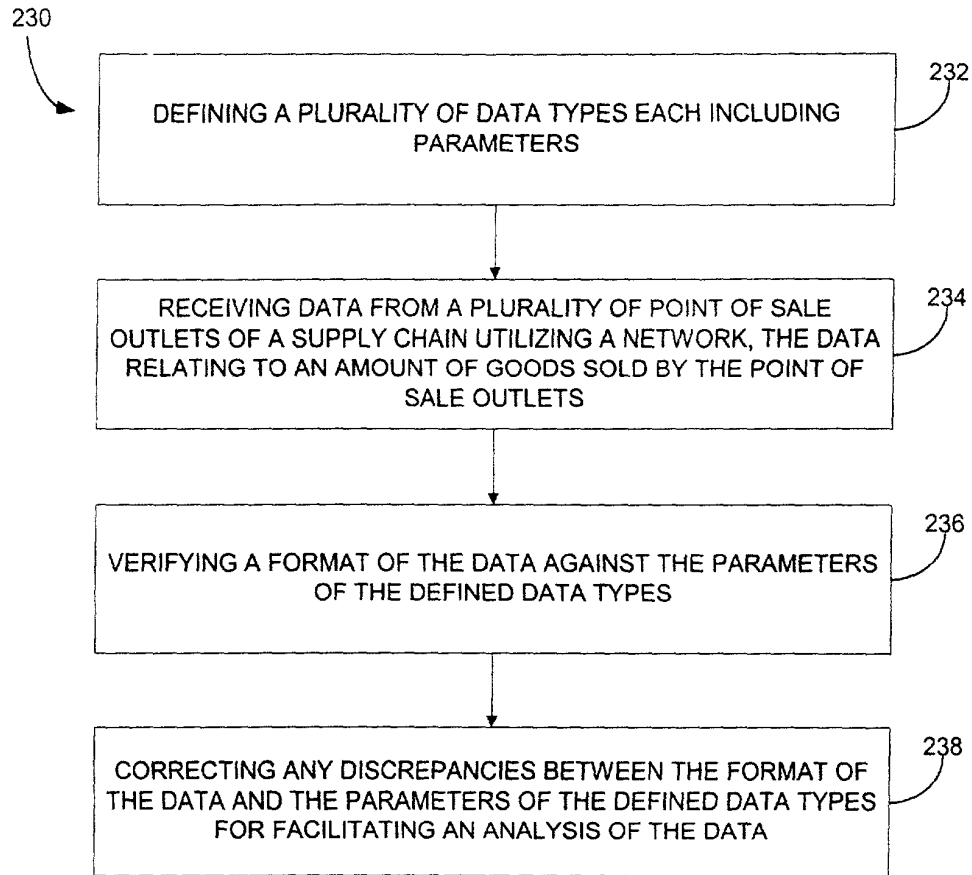 230
232
DEFINING A PLURALITY OF DATA TYPES EACH INCLUDING
PARAMETERS
234
RECEIVING DATA FROM A PLURALITY OF POINT OF SALE
OUTLETS OF A SUPPLY CHAIN UTILIZING A NETWORK, THE DATA
RELATING TO AN AMOUNT OF GOODS SOLD BY THE POINT OF
SALE OUTLETS
236
VERIFYING A FORMAT OF THE DATA AGAINST THE PARAMETERS
OF THE DEFINED DATA TYPES
238
CORRECTING ANY DISCREPANCIES BETWEEN THE FORMAT OF
THE DATA AND THE PARAMETERS OF THE DEFINED DATA TYPES
FOR FACILITATING AN ANALYSIS OF THE DATA